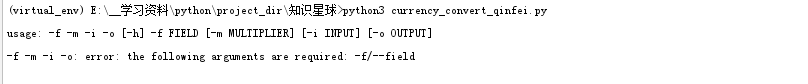 (virtual_env) E:\__学习资料\python\project_dir\知识星球>python3 currency_convert_qinfei.py
usage: -f -m -i -o [-h] -f FIELD [-m MULTIPLIER] [-i INPUT] [-o OUTPUT]
-f -m -i -o: error: the following arguments are required: -f/--field